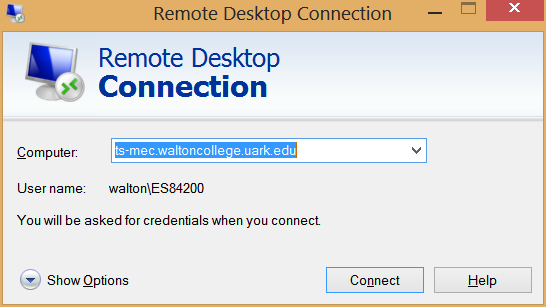 Remote Desktop Connection
Remote Desktop
Connection
Computer: ts-mec.waltoncollege.uark.edu
User name: walton\ES84200
You will be asked for credentials when you connect.
Show Options Connect Help